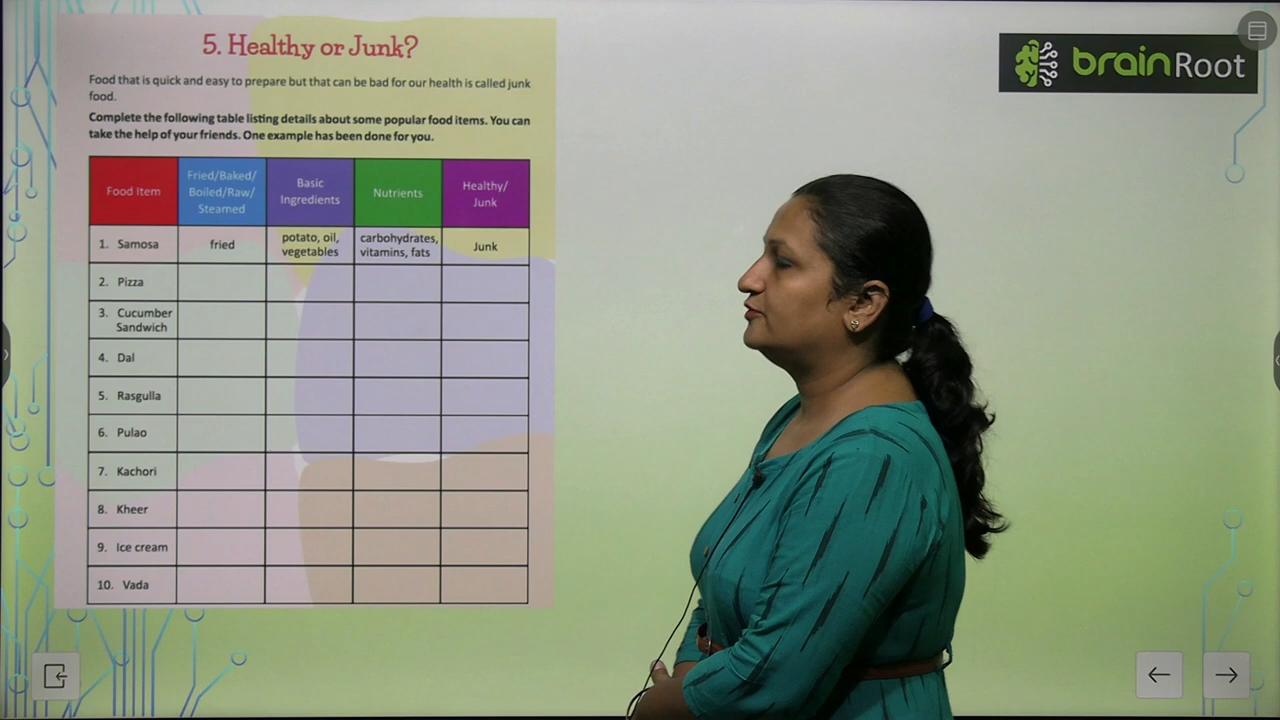 5. Healthy or Junk?
Food that is quick and easy to prepare but that can be bad for our health is called junk
food.
Complete the following table listing details about some popular food items. You can
take the help of your friends. One example has been done for you.
Food Item
Fried/Baked/
Boiled/Raw/
Steamed
Basic
Ingredients
Nutrients
Healthy/
Junk
1. Samosa
fried
potato, oil,
vegetables
carbohydrates,
vitamins, fats
Junk
2. Pizza
3. Cucumber
Sandwich
4. Dal
5. Rasgulla
6. Pulao
7. Kachori
8. Kheer
9. Ice cream
10. Vada
brainRoot